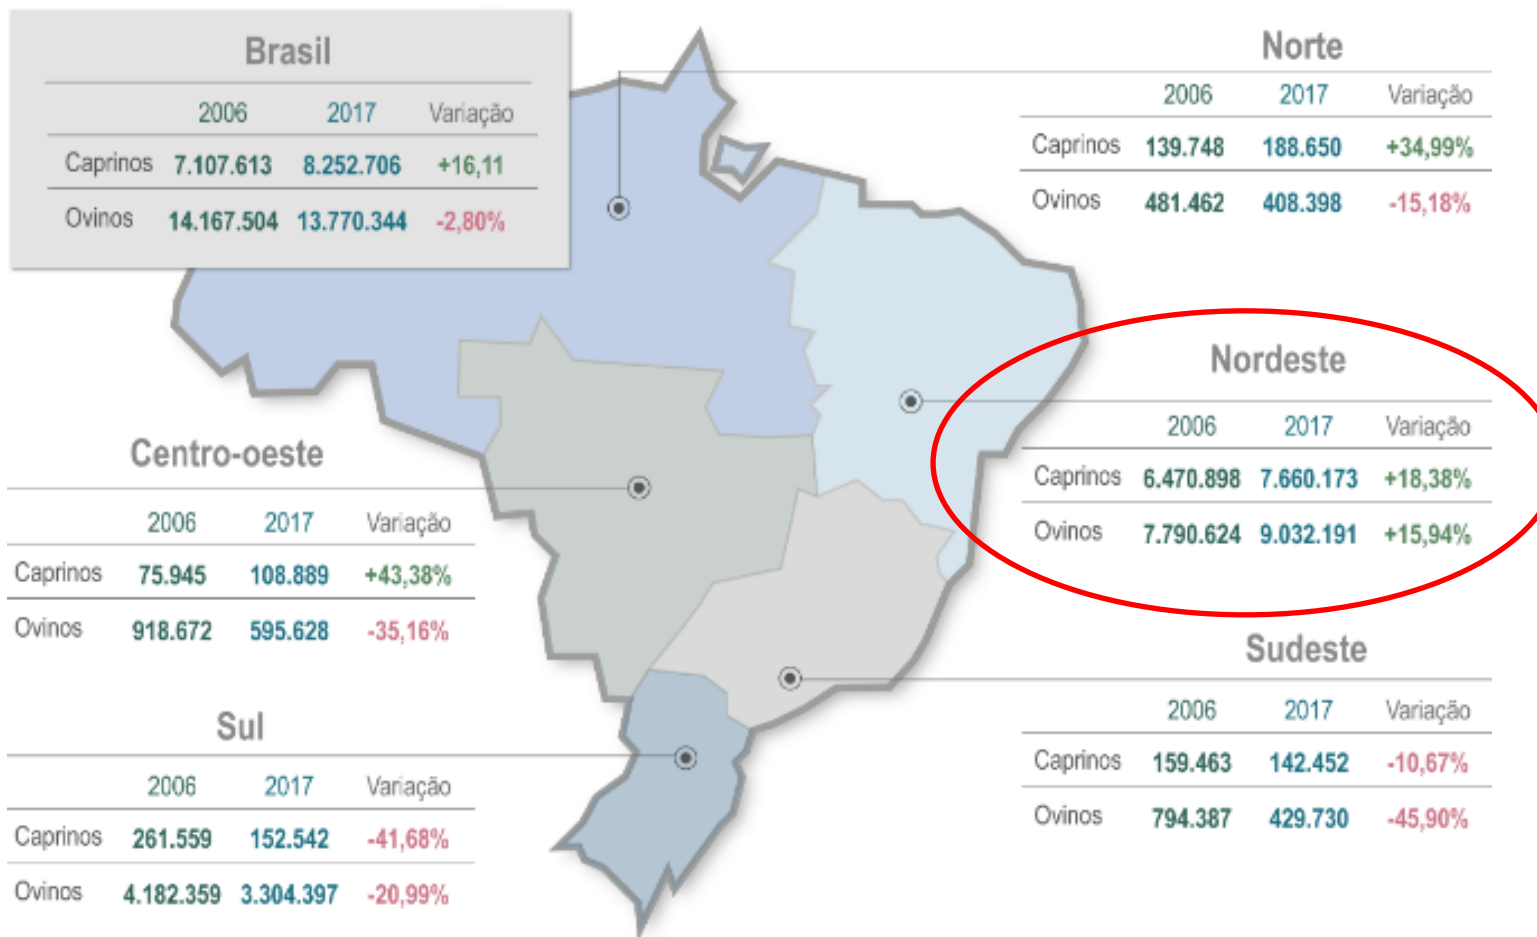 Brasil
2006 2017 Variação
Caprinos 7.107.613 8.252.706 +16,11
Ovinos 14.167.504 13.770.344 -2,80%
Norte
2006 2017 Variação
Caprinos 139.748 188.650 +34,99%
Ovinos 481.462 408.398 -15,18%
Nordeste
2006 2017 Variação
Caprinos 6.470.898 7.660.173 +18,38%
Ovinos 7.790.624 9.032.191 +15,94%
Centro-oeste
2006 2017 Variação
Caprinos 75.945 108.889 +43,38%
Ovinos 918.672 595.628 -35,16%
Sudeste
2006 2017 Variação
Caprinos 159.463 142.452 -10,67%
Ovinos 794.387 429.730 -45,90%
Sul
2006 2017 Variação
Caprinos 261.559 152.542 -41,68%
Ovinos 4.182.359 3.304.397 -20,99%